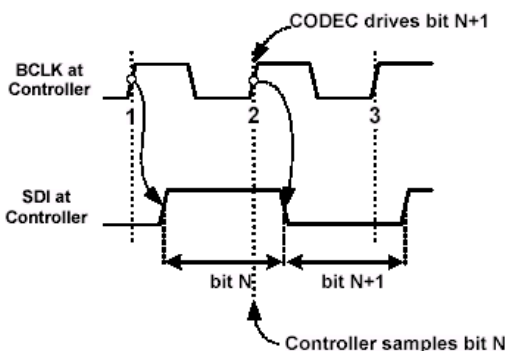 CODEC drives bit N+1
BCLK at
Controller
1
2
3
SDI at
Controller
bit N
bit N+1
Controller samples bit N